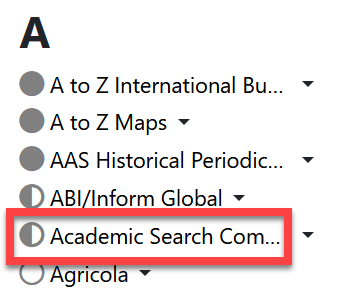 A
A to Z International Bu...
A to Z Maps
AAS Historical Periodic...
ABI/Inform Global
Academic Search Com...
Agricola